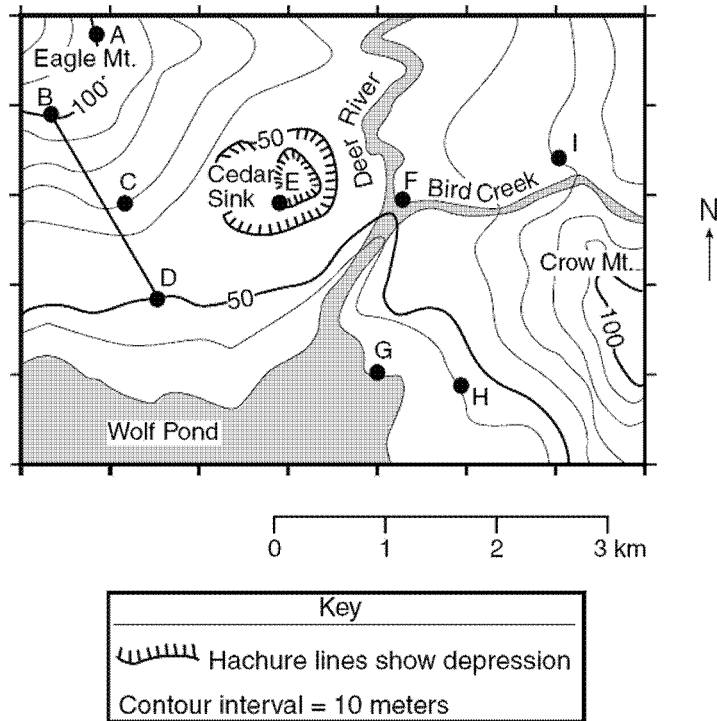 A
Eagle Mt.
B
100
C
50
Cedar
Sink
E
Deer River
F
Bird Creek
I
N
Crow Mt.
100
D
50
G
H
Wolf Pond
0 1 2 3 km
Key
Hachure lines show depression
Contour interval = 10 meters